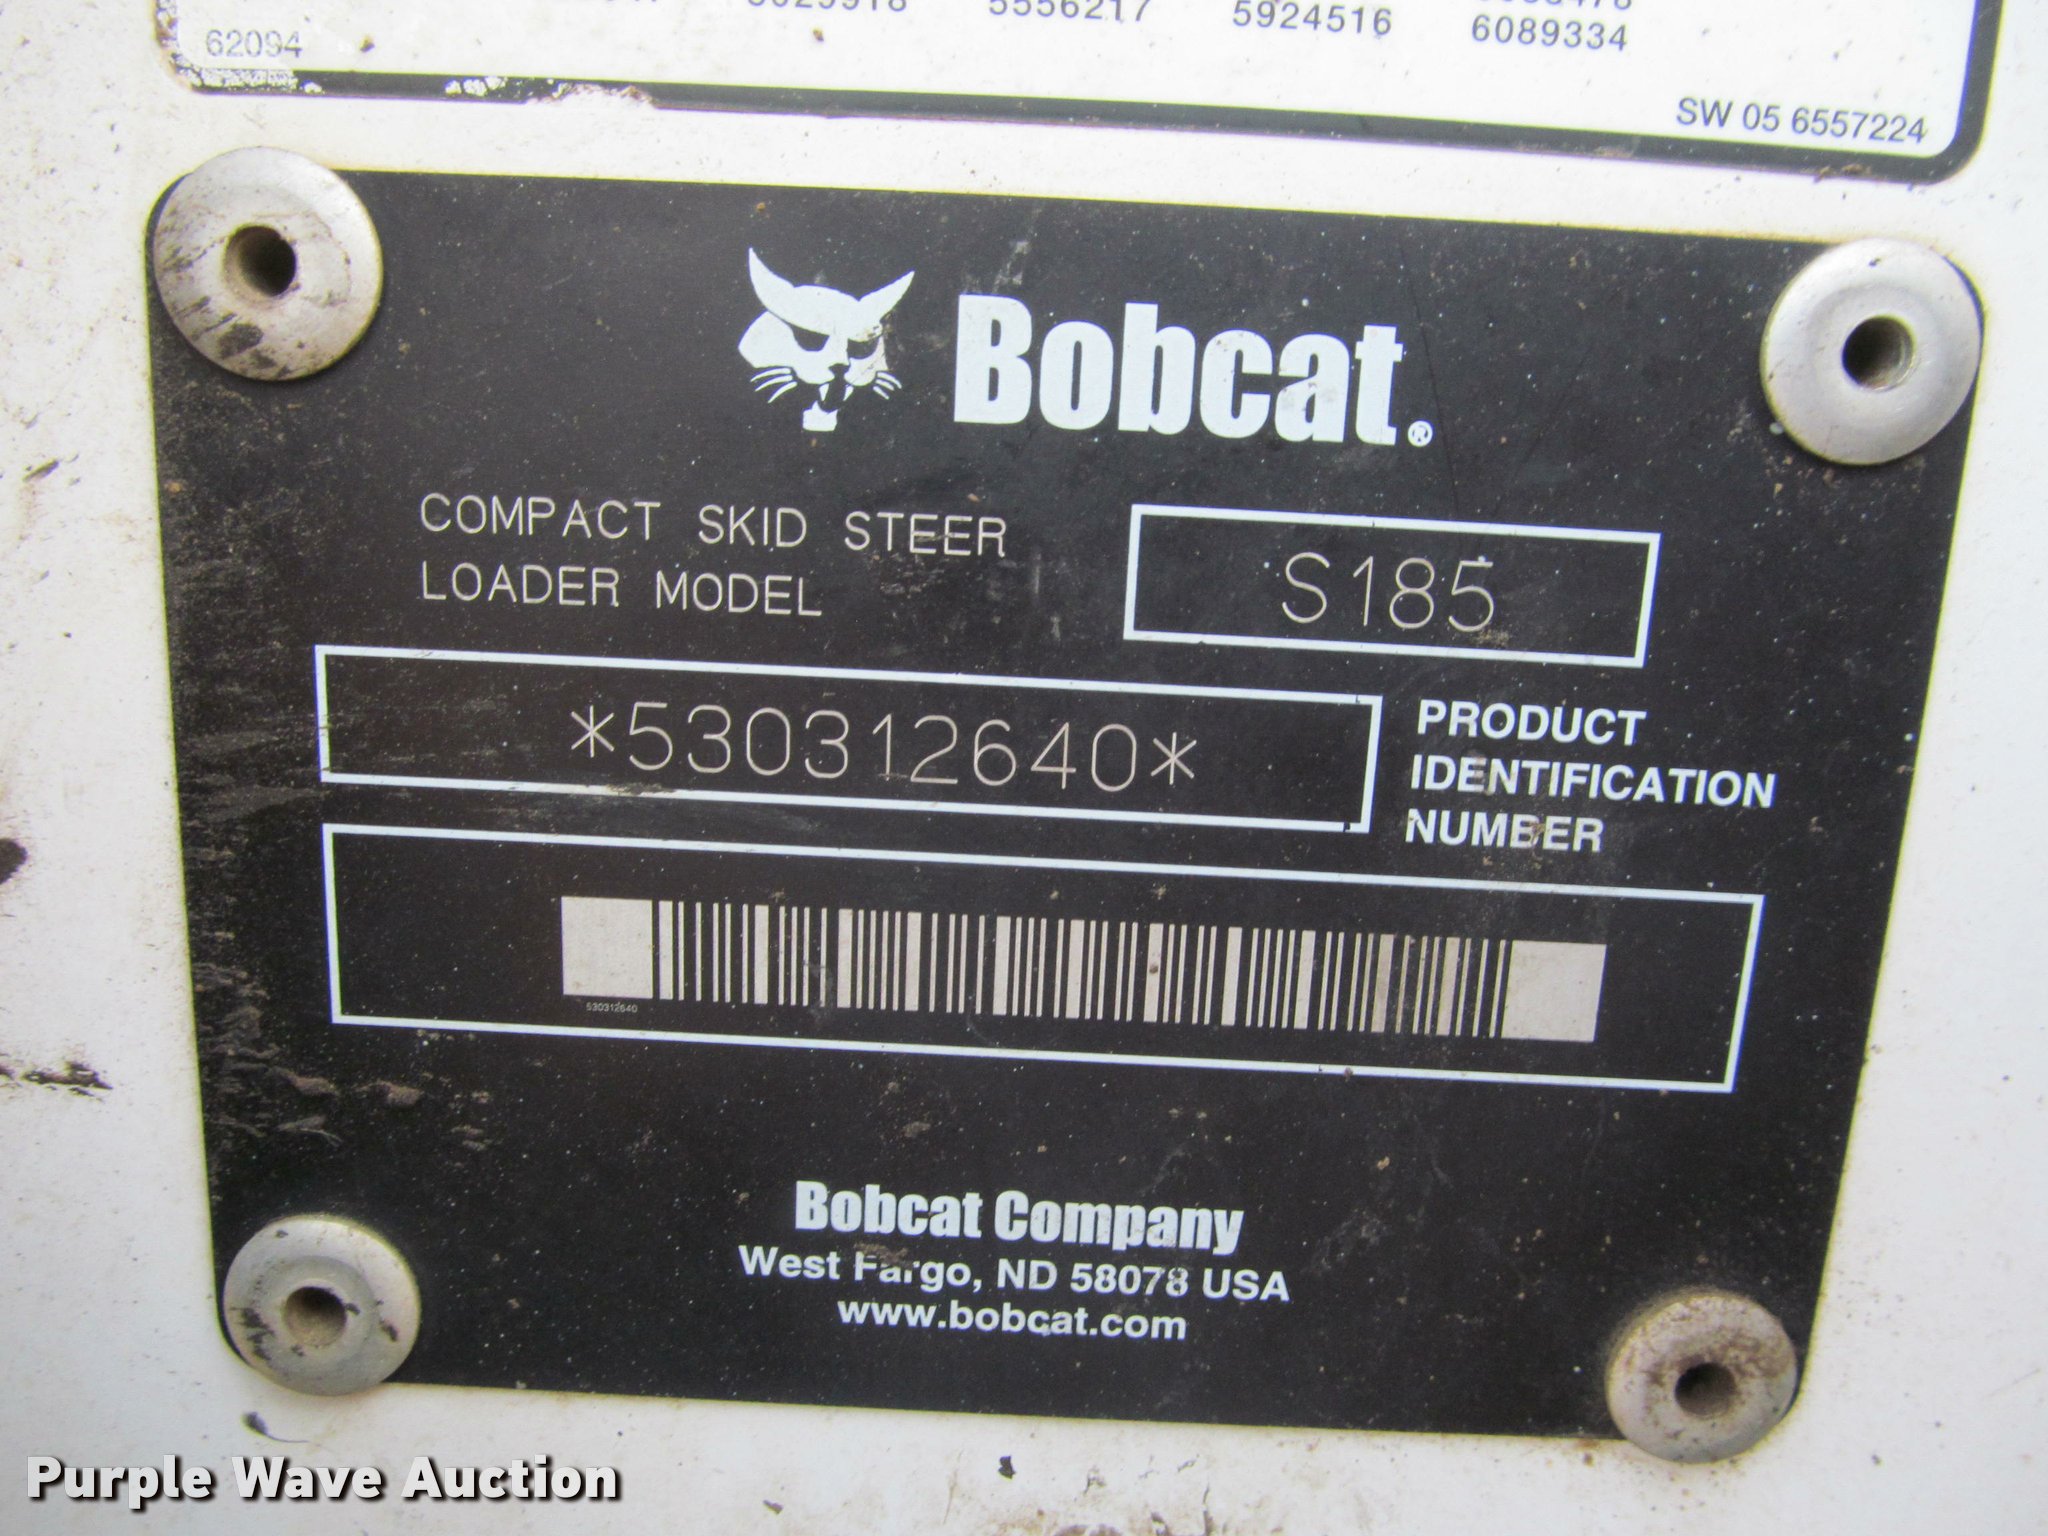 5556217 5924516 6089334
62094
SW 05 6557224
Bobcat®
COMPACT SKID STEER
LOADER MODEL
S185
*530312640*
PRODUCT
IDENTIFICATION
NUMBER
530312640
Bobcat Company
West Fargo, ND 58078 USA
www.bobcat.com
Purple Wave Auction